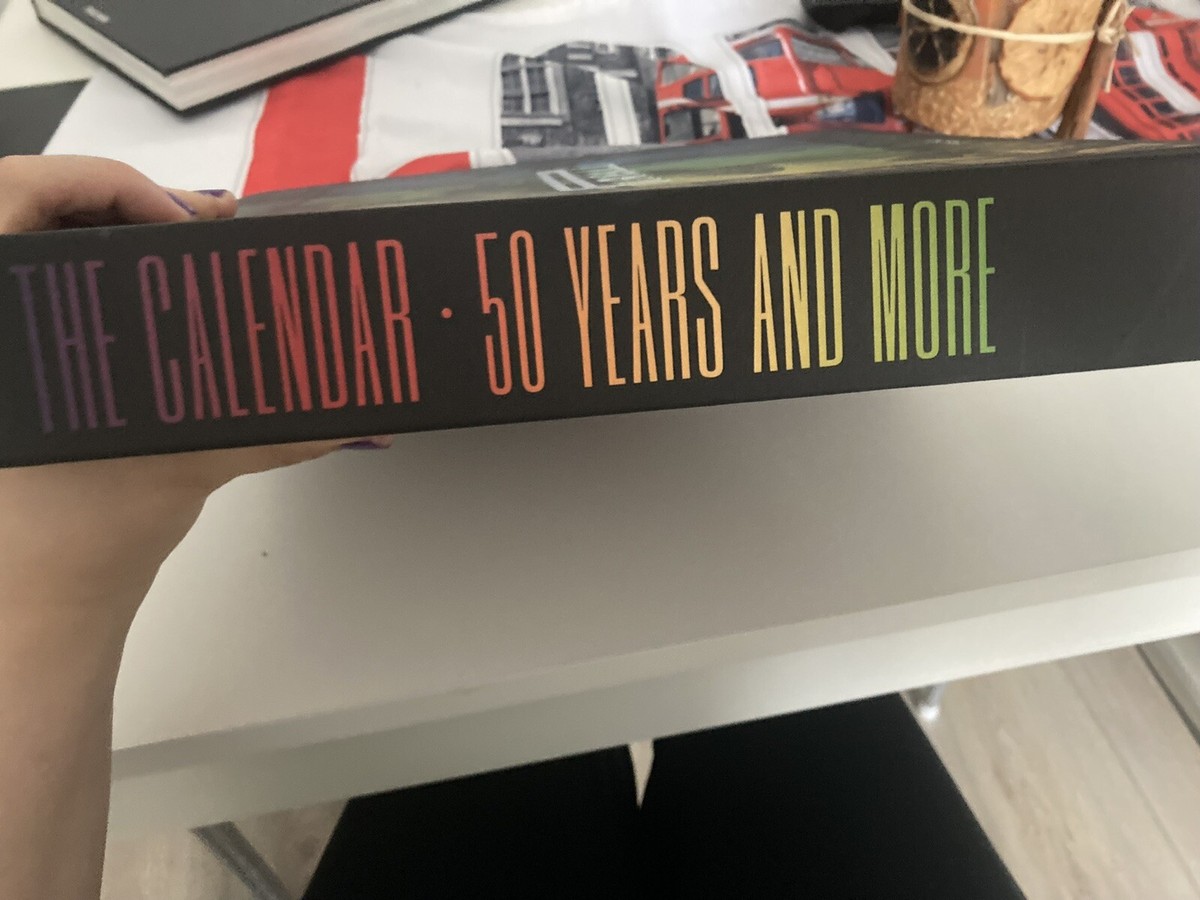 THE CALENDAR · 50 YEARS AND MORE